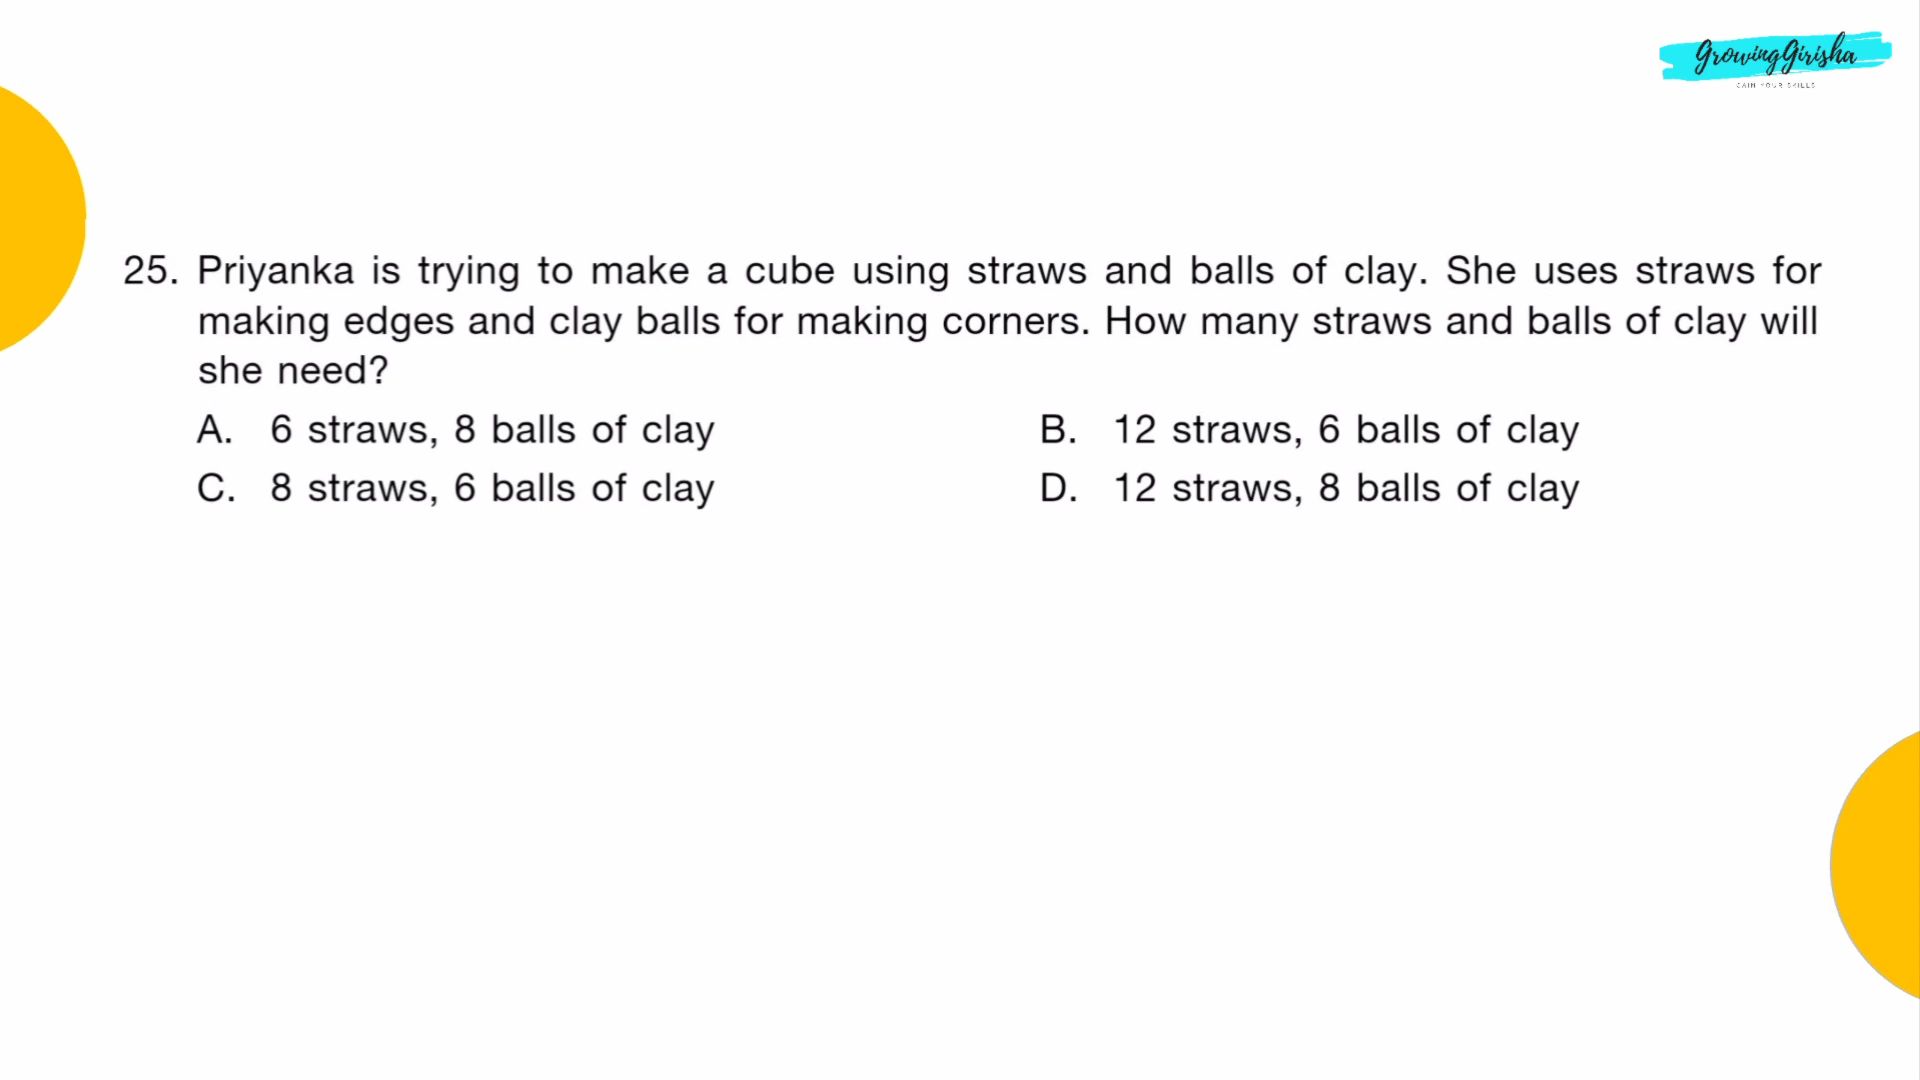 GrowingGirisha
25. Priyanka is trying to make a cube using straws and balls of clay. She uses straws for
making edges and clay balls for making corners. How many straws and balls of clay will
she need?
A. 6 straws, 8 balls of clay B. 12 straws, 6 balls of clay
C. 8 straws, 6 balls of clay D. 12 straws, 8 balls of clay